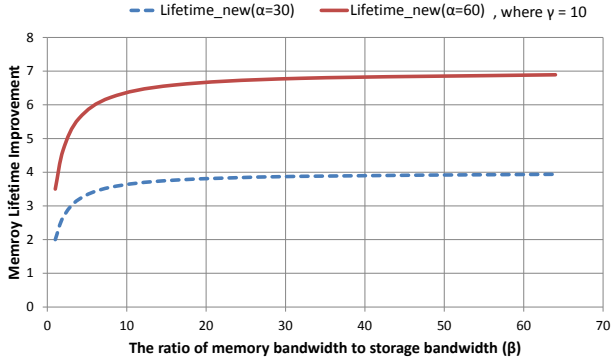 Lifetime_new(α=30) Lifetime_new(α=60) , where γ = 10
Memroy Lifetime Improvement
8
7
6
5
4
3
2
1
0
0 10 20 30 40 50 60 70
The ratio of memory bandwidth to storage bandwidth (β)